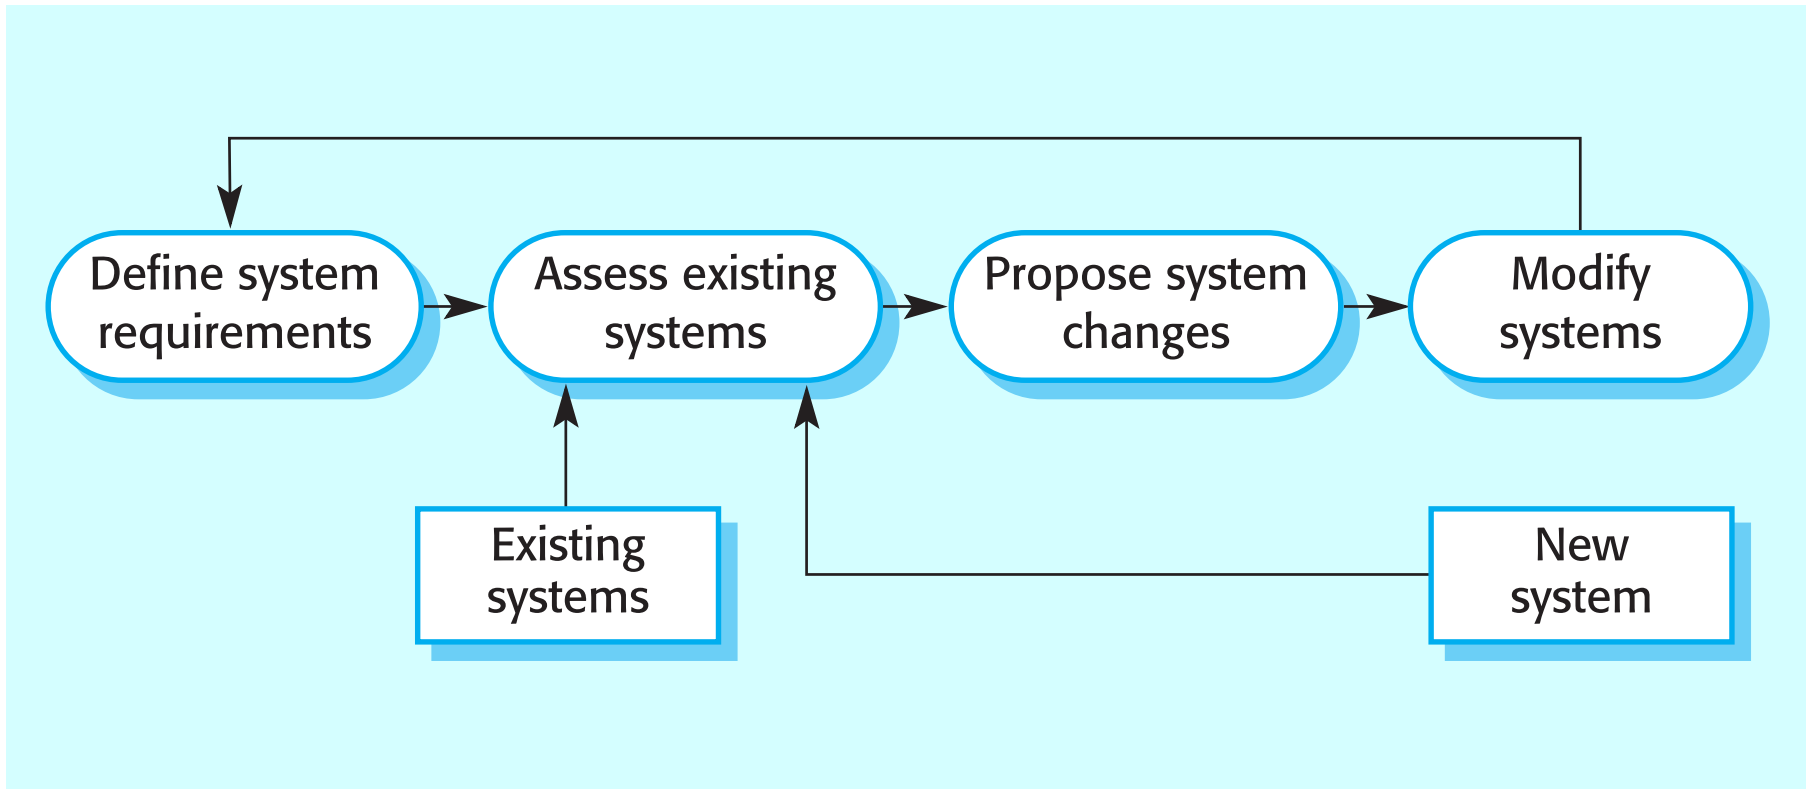 Define system
requirements
Assess existing
systems
Propose system
changes
Modify
systems
Existing
systems
New
system